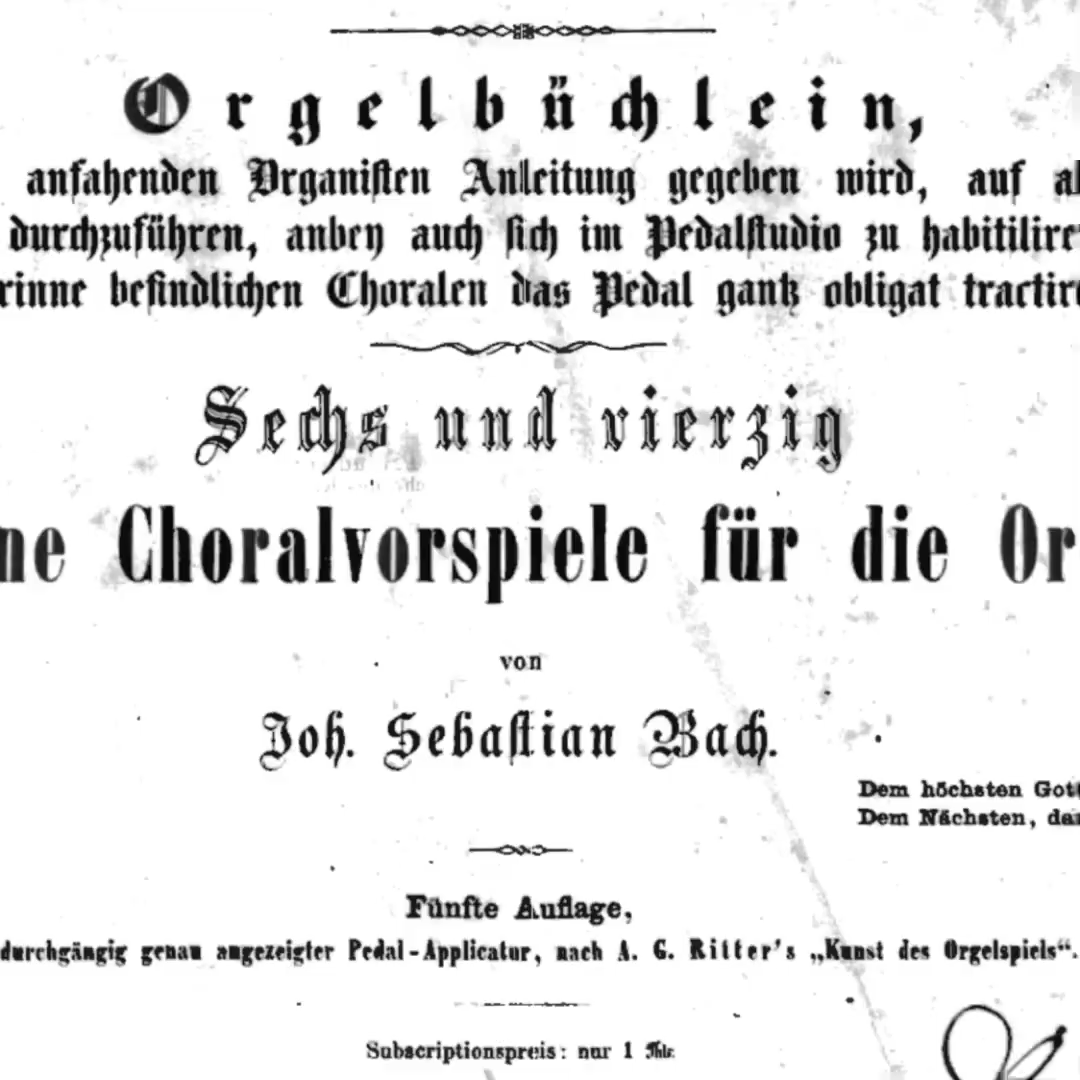 Orgelbüchlein,
anfahenden Organisten Anleitung gegeben wird, auf al
durchzuführen, anbey auch sich im Pedalstudio zu habitilire
rinne befindlichen Choralen das Pedal gantz obligat tractire
Sechs und vierzig
ne Choralvorspiele für die Or
von
Joh. Sebastian Bach.
Dem höchsten Gott
Dem Nächsten, dar
Fünfte Auflage,
durchgängig genau angezeigter Pedal-Applicatur, nach A. G. Ritter's „Kunst des Orgelspiels“.
Subscriptionspreis: nur 1 Thlr.